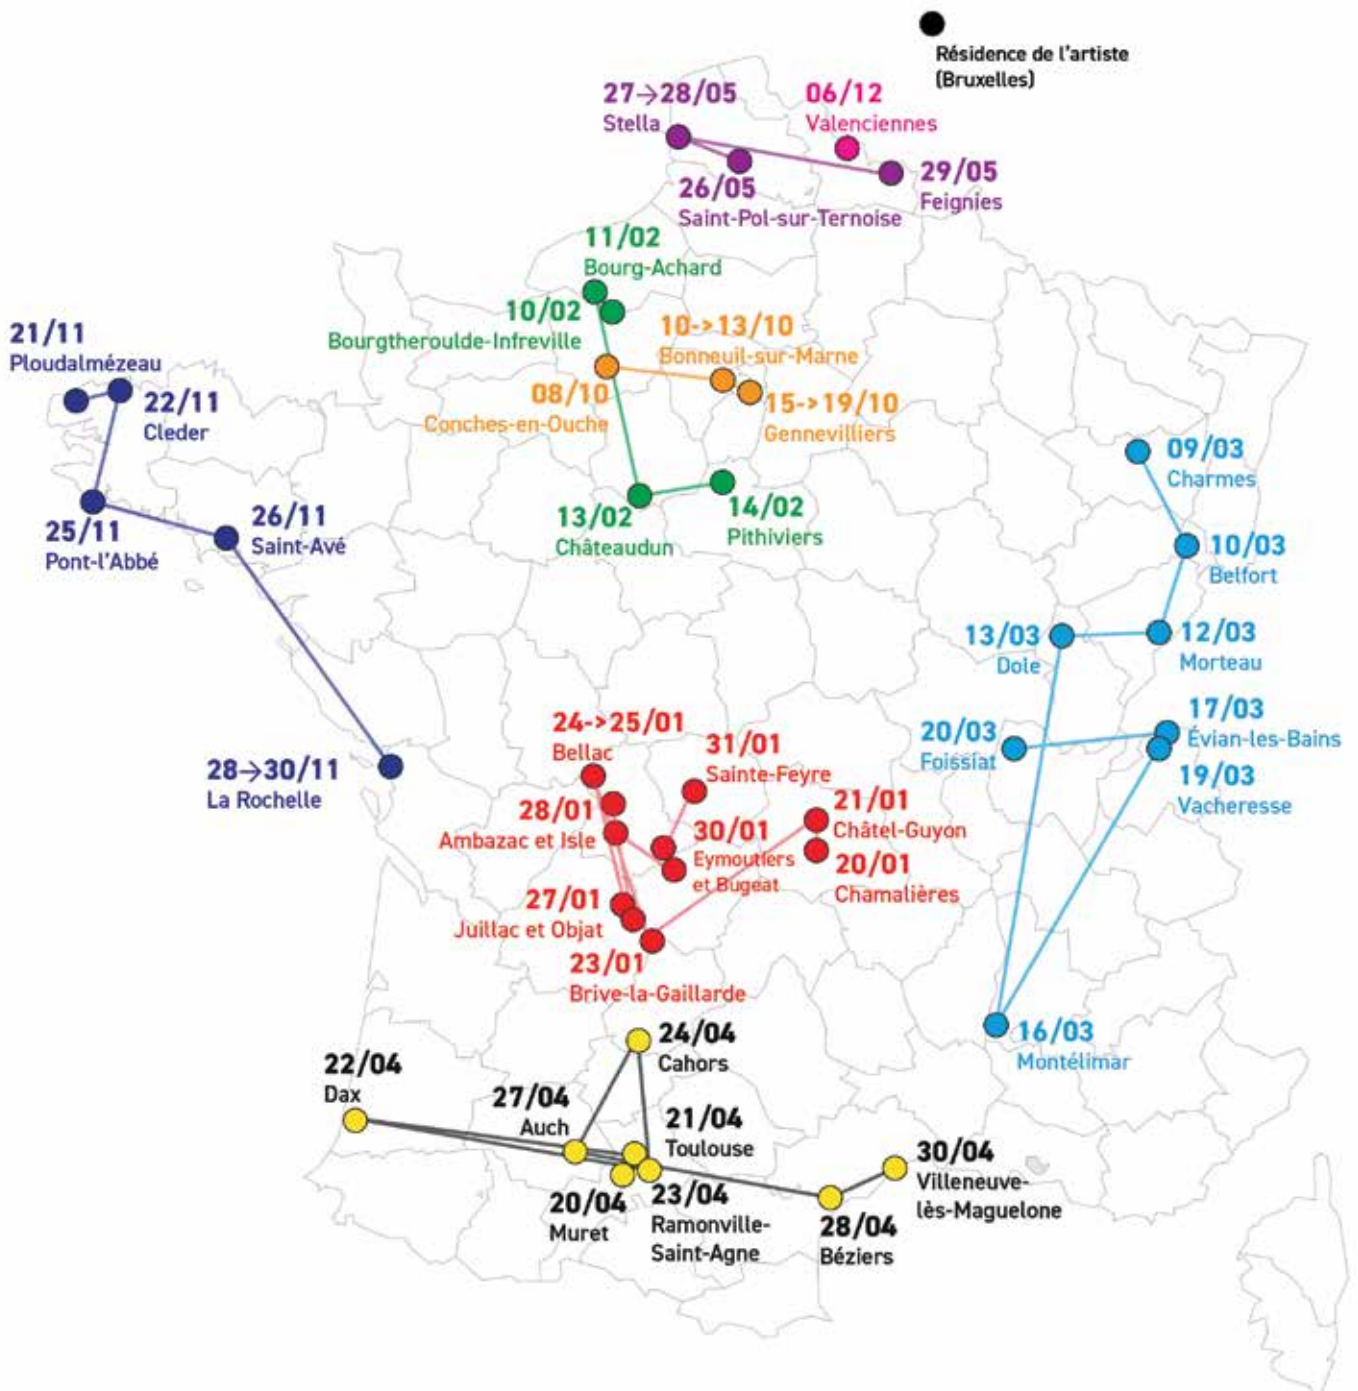 Résidence de l'artiste
(Bruxelles)
27→28/05
Stella
06/12
Valenciennes
26/05
Saint-Pol-sur-Ternoise
29/05
Feignies
11/02
Bourg-Achard
10/02
Bourgtheroulde-Infreville
10->13/10
Bonneuil-sur-Marne
08/10
Conches-en-Ouche
15->19/10
Gennevilliers
21/11
Ploudalmézeau
22/11
Cleder
25/11
Pont-l'Abbé
26/11
Saint-Avé
13/02
Châteaudun
14/02
Pithiviers
09/03
Charmes
10/03
Belfort
13/03
Dole
12/03
Morteau
17/03
Évian-les-Bains
20/03
Foissiat
19/03
Vacheresse
28→30/11
La Rochelle
24->25/01
Bellac
31/01
Sainte-Feyre
28/01
Ambazac et Isle
30/01
Eymoutiers
et Bugeat
21/01
Châtel-Guyon
20/01
Chamalières
27/01
Juillac et Objat
23/01
Brive-la-Gaillarde
16/03
Montélimar
24/04
Cahors
22/04
Dax
27/04
Auch
21/04
Toulouse
20/04
Muret
23/04
Ramonville-
Saint-Agne
30/04
Villeneuve-
lès-Maguelone
28/04
Béziers